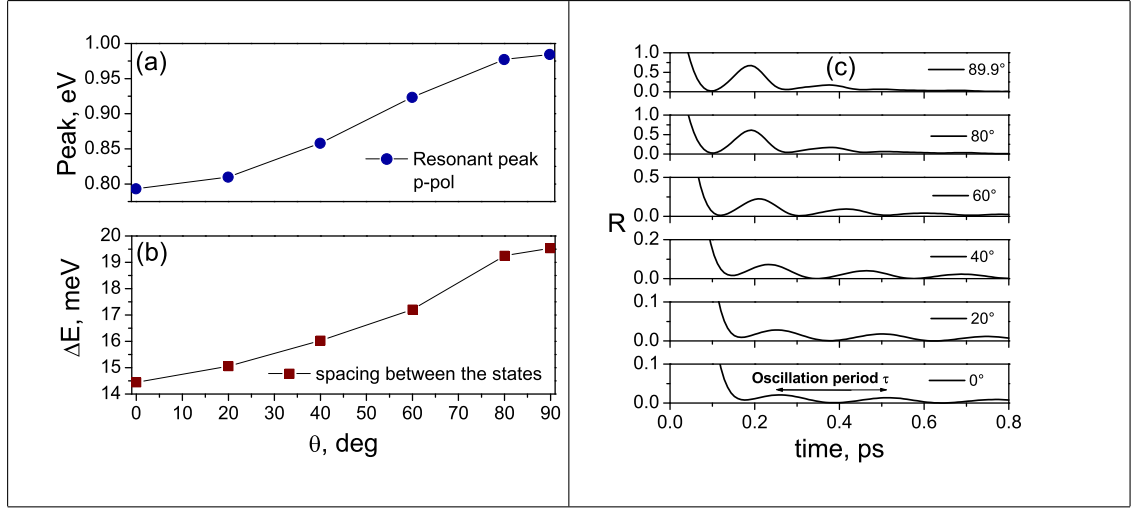 (a)
Peak, eV
1.00
0.95
0.90
0.85
0.80
Resonant peak
p-pol
(b)
ΔE, meV
20
19
18
17
16
15
14
spacing between the states
0 10 20 30 40 50 60 70 80 90
θ, deg
(c)
R
1.0
0.5
0.0
89.9°
1.0
0.5
0.0
80°
0.5
0.0
60°
0.2
0.0
40°
0.1
0.0
20°
0.1
0.0
Oscillation period τ
0°
0.0 0.2 0.4 0.6 0.8
time, ps